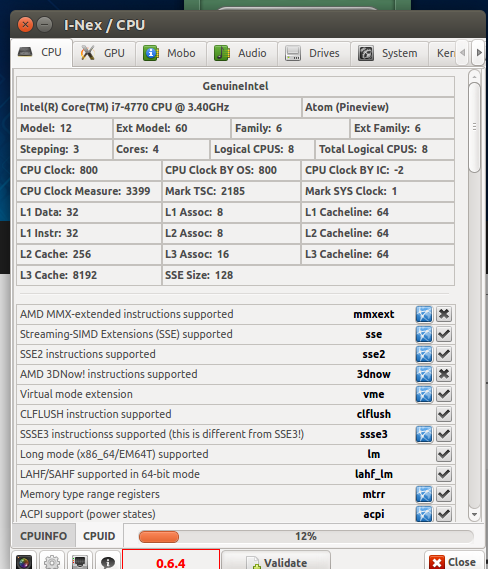 I-Nex / CPU
CPU GPU Mobo Audio Drives System Ker
GenuineIntel
Intel(R) Core(TM) i7-4770 CPU @ 3.40GHz Atom (Pineview)
Model: 12 Ext Model: 60 Family: 6 Ext Family: 6
Stepping: 3 Cores: 4 Logical CPUS: 8 Total Logical CPUS: 8
CPU Clock: 800 CPU Clock BY OS: 800 CPU Clock BY IC: -2
CPU Clock Measure: 3399 Mark TSC: 2185 Mark SYS Clock: 1
L1 Data: 32 L1 Assoc: 8 L1 Cacheline: 64
L1 Instr: 32 L2 Assoc: 8 L2 Cacheline: 64
L2 Cache: 256 L3 Assoc: 16 L3 Cacheline: 64
L3 Cache: 8192 SSE Size: 128
AMD MMX-extended instructions supported mmxext
Streaming-SIMD Extensions (SSE) supported sse
SSE2 instructions supported sse2
AMD 3DNow! instructions supported 3dnow
Virtual mode extension vme
CLFLUSH instruction supported clflush
SSSE3 instructionss supported (this is different from SSE3!) ssse3
Long mode (x86_64/EM64T) supported lm
LAHF/SAHF supported in 64-bit mode lahf_lm
Memory type range registers mtrr
ACPI support (power states) acpi
CPUINFO CPUID 12%
0.6.4 Validate Close